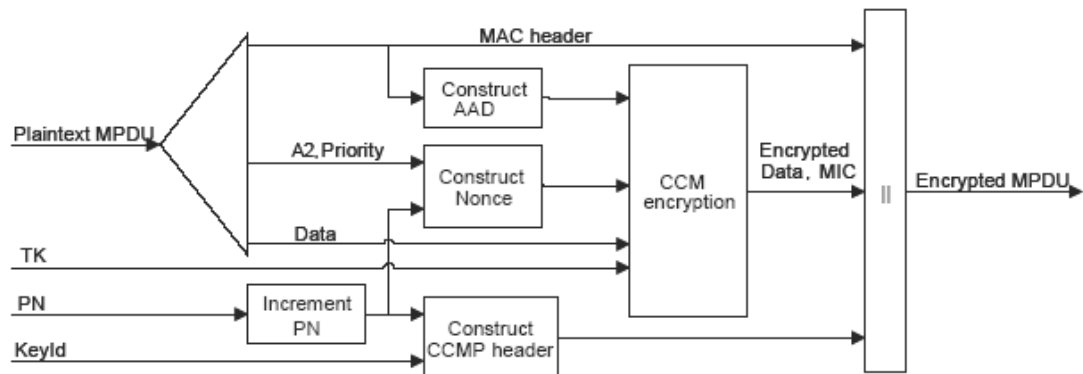 MAC header
Construct
AAD
Plaintext MPDU
A2,Priority
Construct
Nonce
CCM
encryption
Encrypted
Data, MIC
||
Encrypted MPDU
Data
TK
PN
Increment
PN
Construct
CCMP header
KeyId